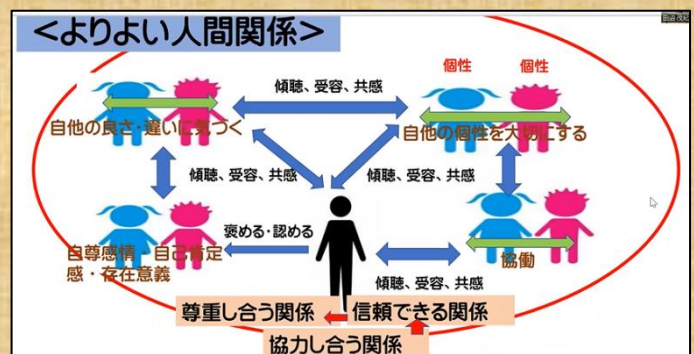 <よりよい人間関係>
個性
個性
傾聴、受容、共感
自他の良さ・違いに気づく
自他の個性を大切にする
傾聴、受容、共感
傾聴、受容、共感
褒める・認める
自尊感情・自己肯定
感・存在意義
協働
傾聴、受容、共感
尊重し合う関係
信頼できる関係
協力し合う関係